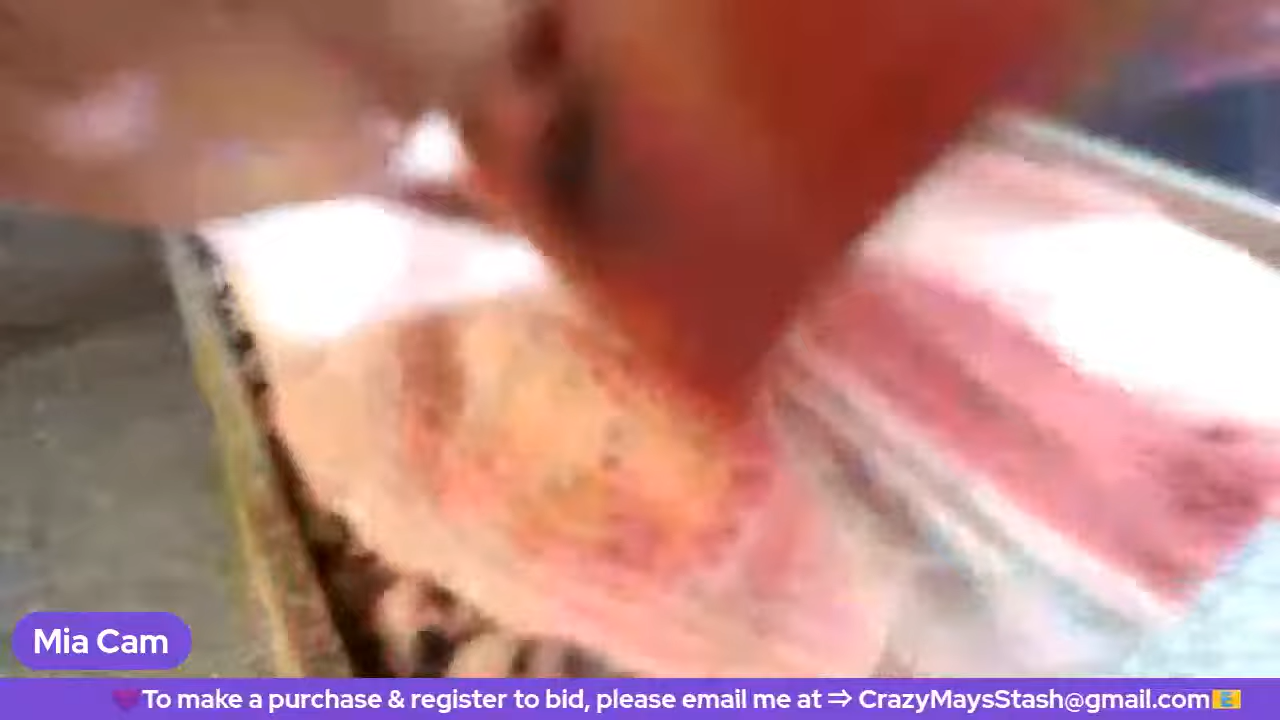 Mia Cam
💜To make a purchase & register to bid, please email me at => CrazyMaysStash@gmail.com📧